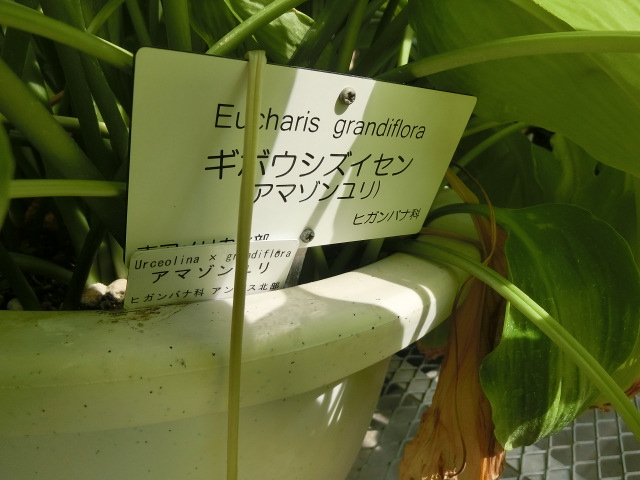 Eucharis grandiflora
ギボウシズイセン
(アマゾンユリ)
ヒガンバナ科
Urceolina × grandiflora
アマゾンユリ
ヒガンバナ科 アンデス北部